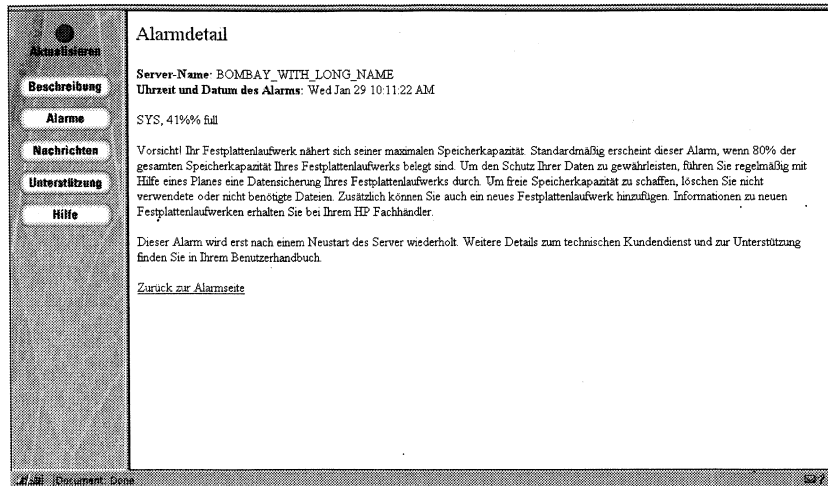 Aktualisieren
Beschreibung
Alarme
Nachrichten
Unterstützung
Hilfe
Alarmdetail
Server-Name: BOMBAY_WITH_LONG_NAME
Uhrzeit und Datum des Alarms: Wed Jan 29 10:11:22 AM
SYS, 41%% full
Vorsicht! Ihr Festplattenlaufwerk nähert sich seiner maximalen Speicherkapazität. Standardmäßig erscheint dieser Alarm, wenn 80% der
gesamten Speicherkapazität Ihres Festplattenlaufwerks belegt sind. Um den Schutz Ihrer Daten zu gewährleisten, führen Sie regelmäßig mit
Hilfe eines Planes eine Datensicherung Ihres Festplattenlaufwerks durch. Um freie Speicherkapazität zu schaffen, löschen Sie nicht
verwendete oder nicht benötigte Dateien. Zusätzlich können Sie auch ein neues Festplattenlaufwerk hinzufügen. Informationen zu neuen
Festplattenlaufwerken erhalten Sie bei Ihrem HP Fachhändler.
Dieser Alarm wird erst nach einem Neustart des Server wiederholt. Weitere Details zum technischen Kundendienst und zur Unterstützung
finden Sie in Ihrem Benutzerhandbuch.
Zurück zur Alarmseite
Document: Done